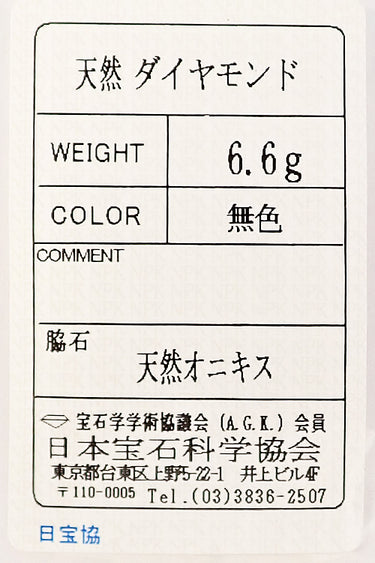 天然 ダイヤモンド
WEIGHT 6.6g
COLOR 無色
COMMENT
脇石
天然オニキス
宝石学学術協議会 (A.G.K.) 会員
日本宝石科学協会
東京都台東区上野5-22-1 井上ビル4F
〒110-0005 Tel.(03)3836-2507
日宝協